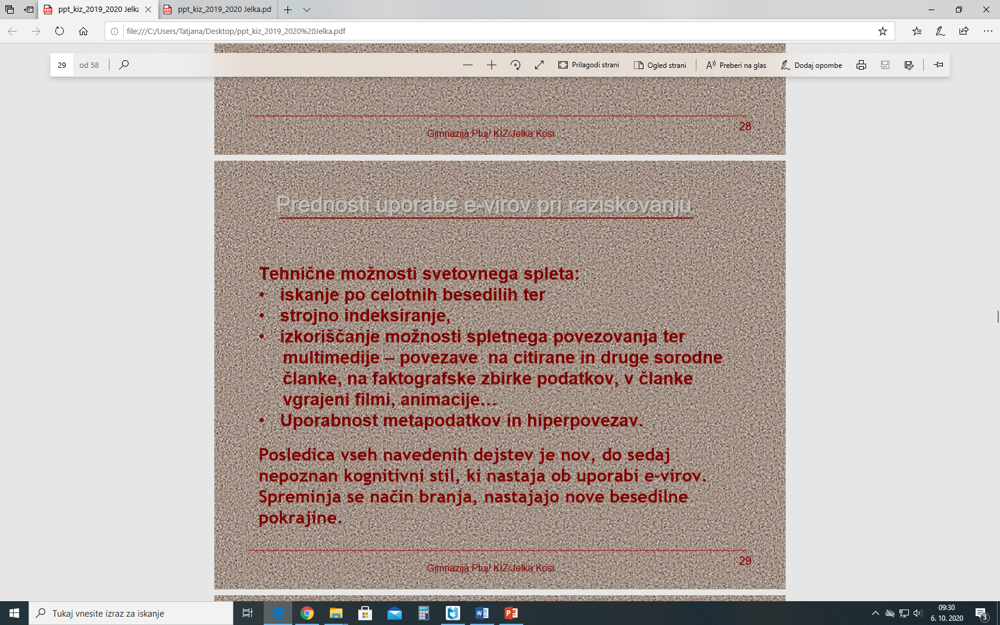 ppt_kiz_2019_2020 Jelka
ppt_kiz_2019_2020 Jelka.pd
file:///C:/Users/Tatjana/Desktop/ppt_kiz_2019_2020%20Jelka.pdf
29 od 58 Prilagodi strani Ogled strani Preberi na glas Dodaj opombe
Gimnazija Ptuj/ KIZ/Jelka Kosi
28
Prednosti uporabe e-virov pri raziskovanju
Tehnične možnosti svetovnega spleta:
• iskanje po celotnih besedilih ter
• strojno indeksiranje,
• izkoriščanje možnosti spletnega povezovanja ter
multimedije – povezave na citirane in druge sorodne
članke, na faktografske zbirke podatkov, v članke
vgrajeni filmi, animacije...
• Uporabnost metapodatkov in hiperpovezav.
Posledica vseh navedenih dejstev je nov, do sedaj
nepoznan kognitivni stil, ki nastaja ob uporabi e-virov.
Spreminja se način branja, nastajajo nove besedilne
pokrajine.
Gimnazija Ptuj/ KIZ/Jelka Kosi
29
Tukaj vnesite izraz za iskanje
09:30
6. 10. 2020
3